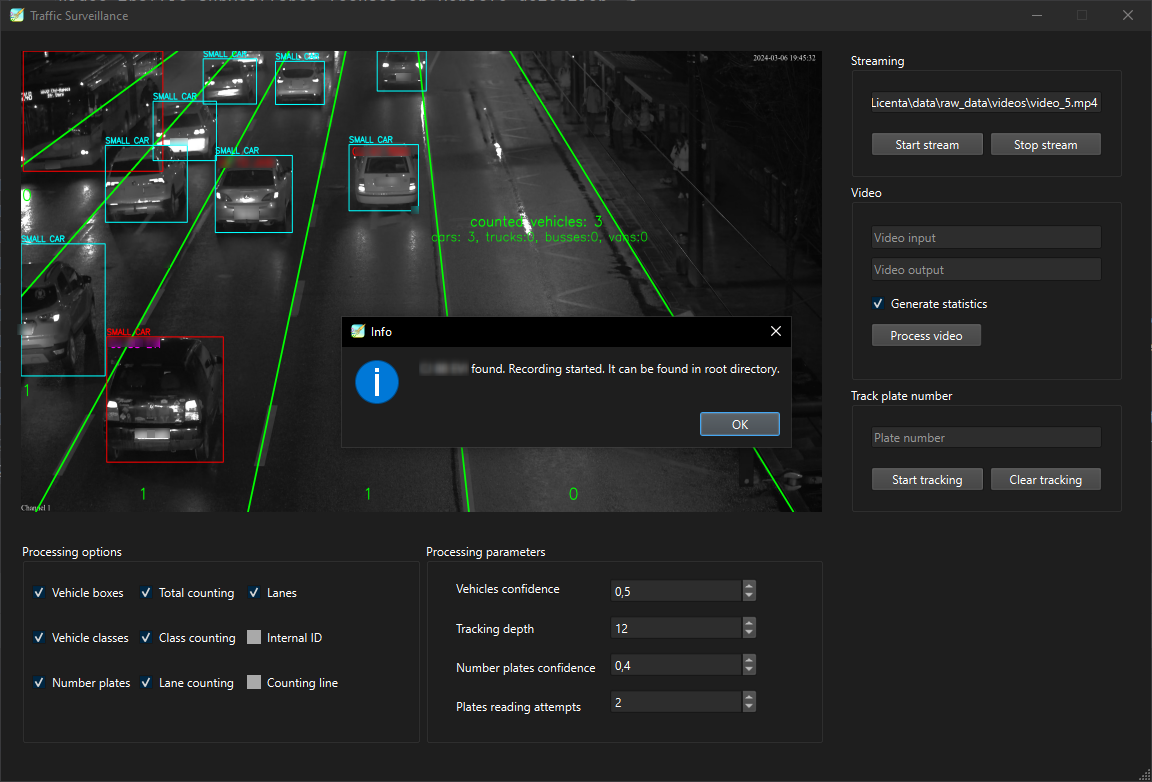 Traffic Surveillance
2024-03-06 19:45:32
SMALL CAR
SMALL CAR
SMALL CAR
SMALL CAR
SMALL CAR
SMALL CAR
SMALL CAR
SMALL CAR
0
1
counted vehicles: 3
cars: 3, trucks:0, busses:0, vans:0
1
1
0
Channel 1
Info
found. Recording started. It can be found in root directory.
OK
Streaming
Licenta\data\raw_data\videos\video_5.mp4
Start stream
Stop stream
Video
Video input
Video output
Generate statistics
Process video
Track plate number
Plate number
Start tracking
Clear tracking
Processing options
Vehicle boxes
Total counting
Lanes
Vehicle classes
Class counting
Internal ID
Number plates
Lane counting
Counting line
Processing parameters
Vehicles confidence
0,5
Tracking depth
12
Number plates confidence
0,4
Plates reading attempts
2